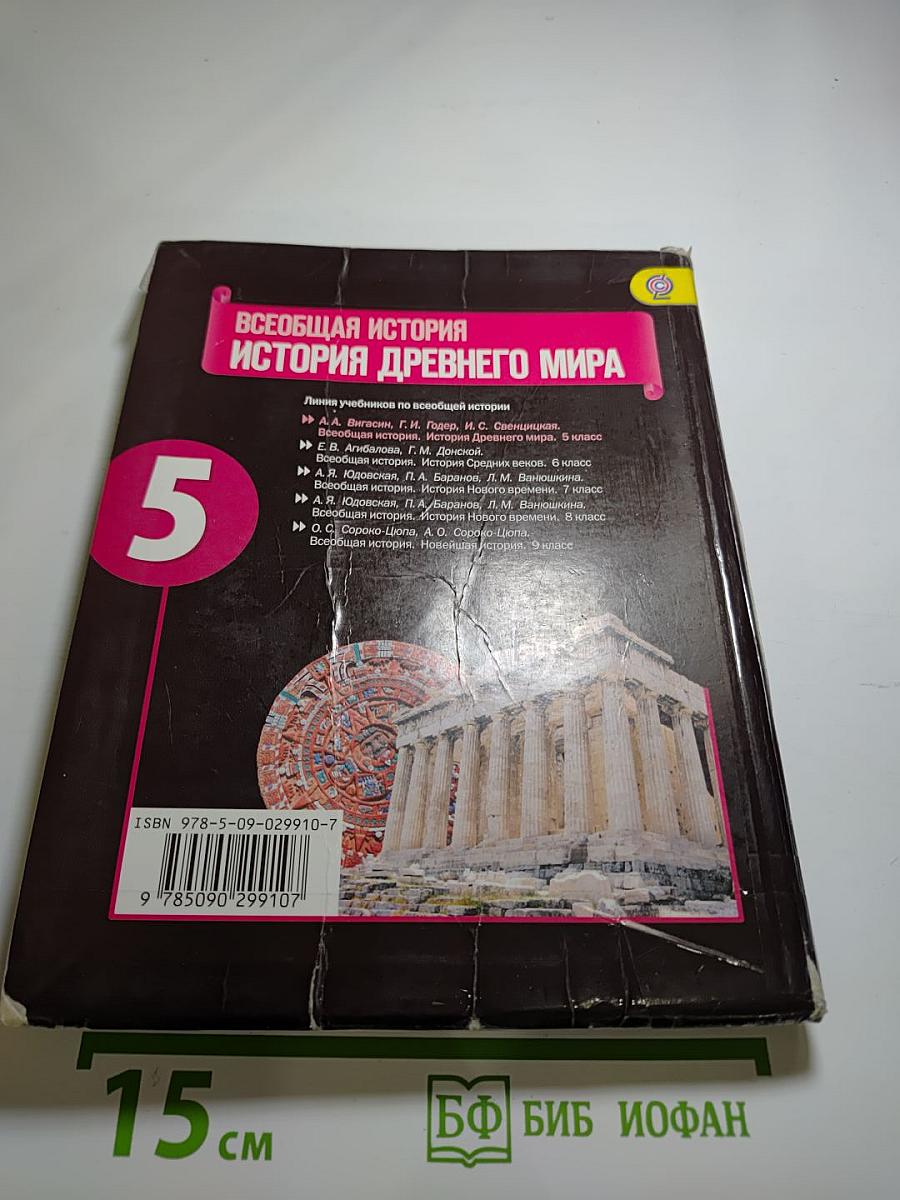 ВСЕОБЩАЯ ИСТОРИЯ
ИСТОРИЯ ДРЕВНЕГО МИРА
Линия учебников по всеобщей истории
А. А. Вигасин, Г. И. Годер, И. С. Свенцицкая.
Всеобщая история. История Древнего мира. 5 класс
Е. В. Агибалова, Г. М. Донской.
Всеобщая история. История Средних веков. 6 класс
А. Я. Юдовская, П. А. Баранов, Л. М. Ванюшкина.
Всеобщая история. История Нового времени. 7 класс
А. Я. Юдовская, П. А. Баранов, Л. М. Ванюшкина.
Всеобщая история. История Нового времени. 8 класс
О. С. Сороко-Цюпа, А. О. Сороко-Цюпа.
Всеобщая история. Новейшая история. 9 класс
5
ISBN 978-5-09-029910-7
9 785090 299107
15 см
БФ БИБ ИОФАН